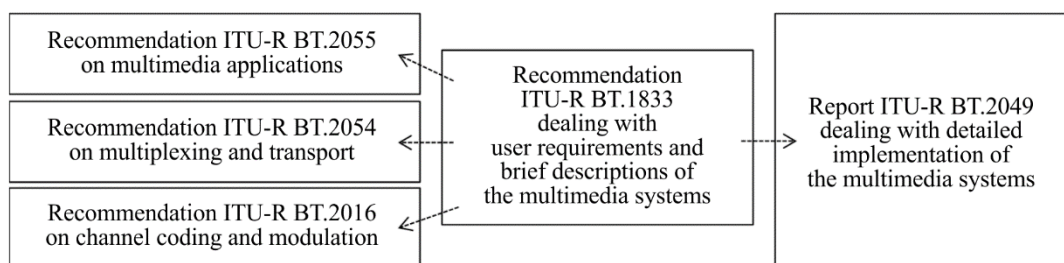 Recommendation ITU-R BT.2055
on multimedia applications
Recommendation ITU-R BT.2054
on multiplexing and transport
Recommendation ITU-R BT.2016
on channel coding and modulation
Recommendation
ITU-R BT.1833
dealing with
user requirements and
brief descriptions of
the multimedia systems
Report ITU-R BT.2049
dealing with detailed
implementation of
the multimedia systems